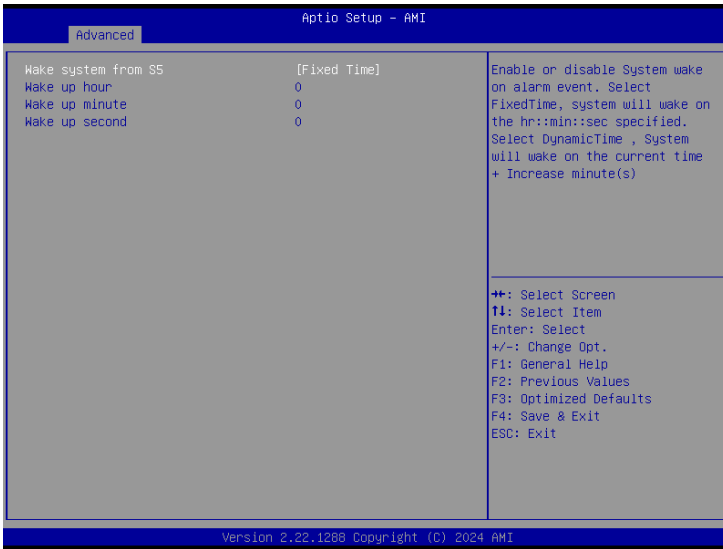 Aptio Setup – AMI
Advanced
Wake system from S5 [Fixed Time]
Wake up hour 0
Wake up minute 0
Wake up second 0
Enable or disable System wake
on alarm event. Select
FixedTime, system will wake on
the hr::min::sec specified.
Select DynamicTime , System
will wake on the current time
+ Increase minute(s)
→←: Select Screen
↑↓: Select Item
Enter: Select
+/-: Change Opt.
F1: General Help
F2: Previous Values
F3: Optimized Defaults
F4: Save & Exit
ESC: Exit
Version 2.22.1288 Copyright (C) 2024 AMI